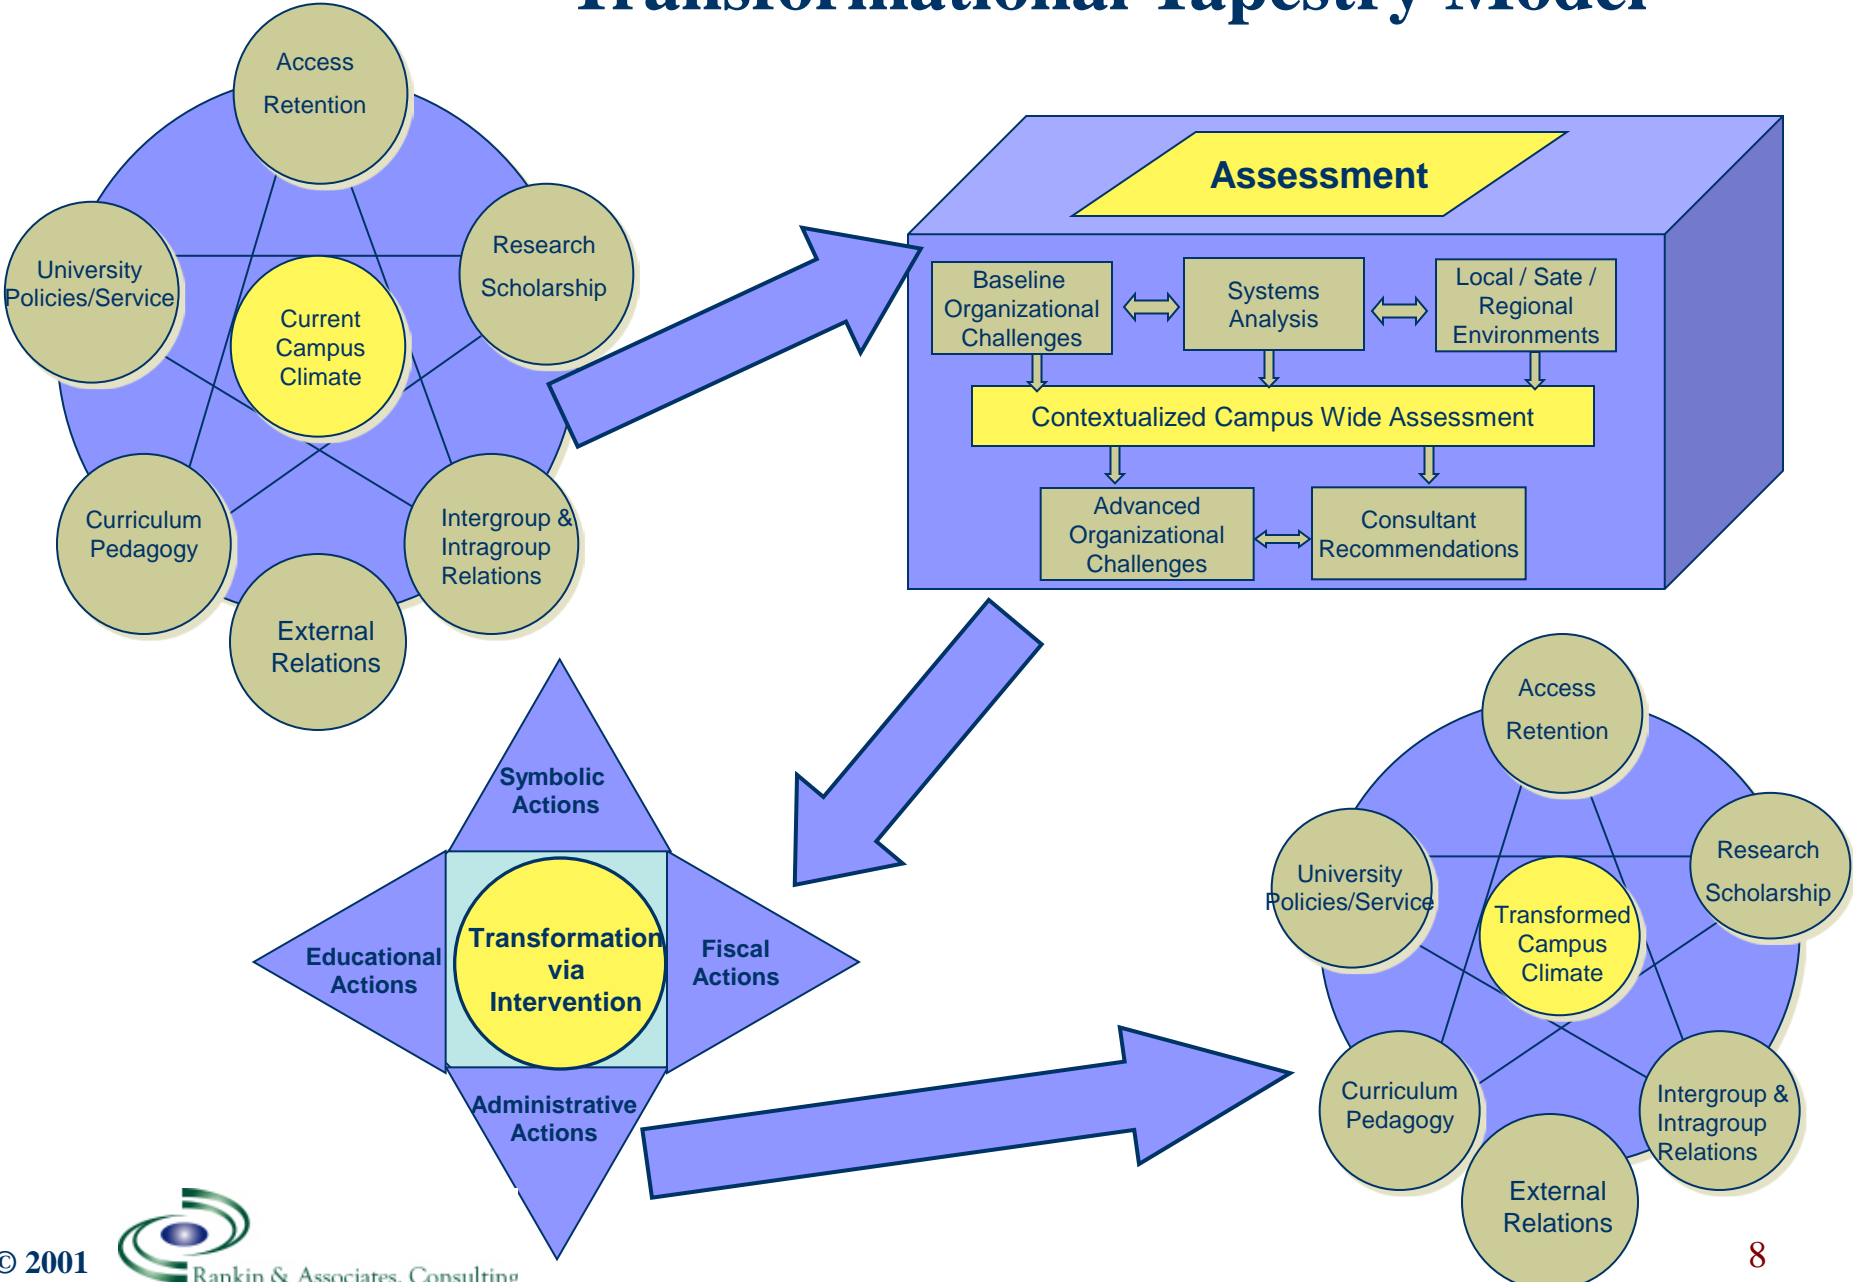 Transformational Tapestry Model
Access
Retention
Research
Scholarship
University
Policies/Service
Current
Campus
Climate
Curriculum
Pedagogy
Intergroup &
Intragroup
Relations
External
Relations
Assessment
Baseline
Organizational
Challenges
Systems
Analysis
Local / Sate /
Regional
Environments
Contextualized Campus Wide Assessment
Advanced
Organizational
Challenges
Consultant
Recommendations
Symbolic
Actions
Educational
Actions
Transformation
via
Intervention
Fiscal
Actions
Administrative
Actions
Access
Retention
Research
Scholarship
University
Policies/Service
Transformed
Campus
Climate
Curriculum
Pedagogy
Intergroup &
Intragroup
Relations
External
Relations
© 2001
Rankin & Associates, Consulting
8